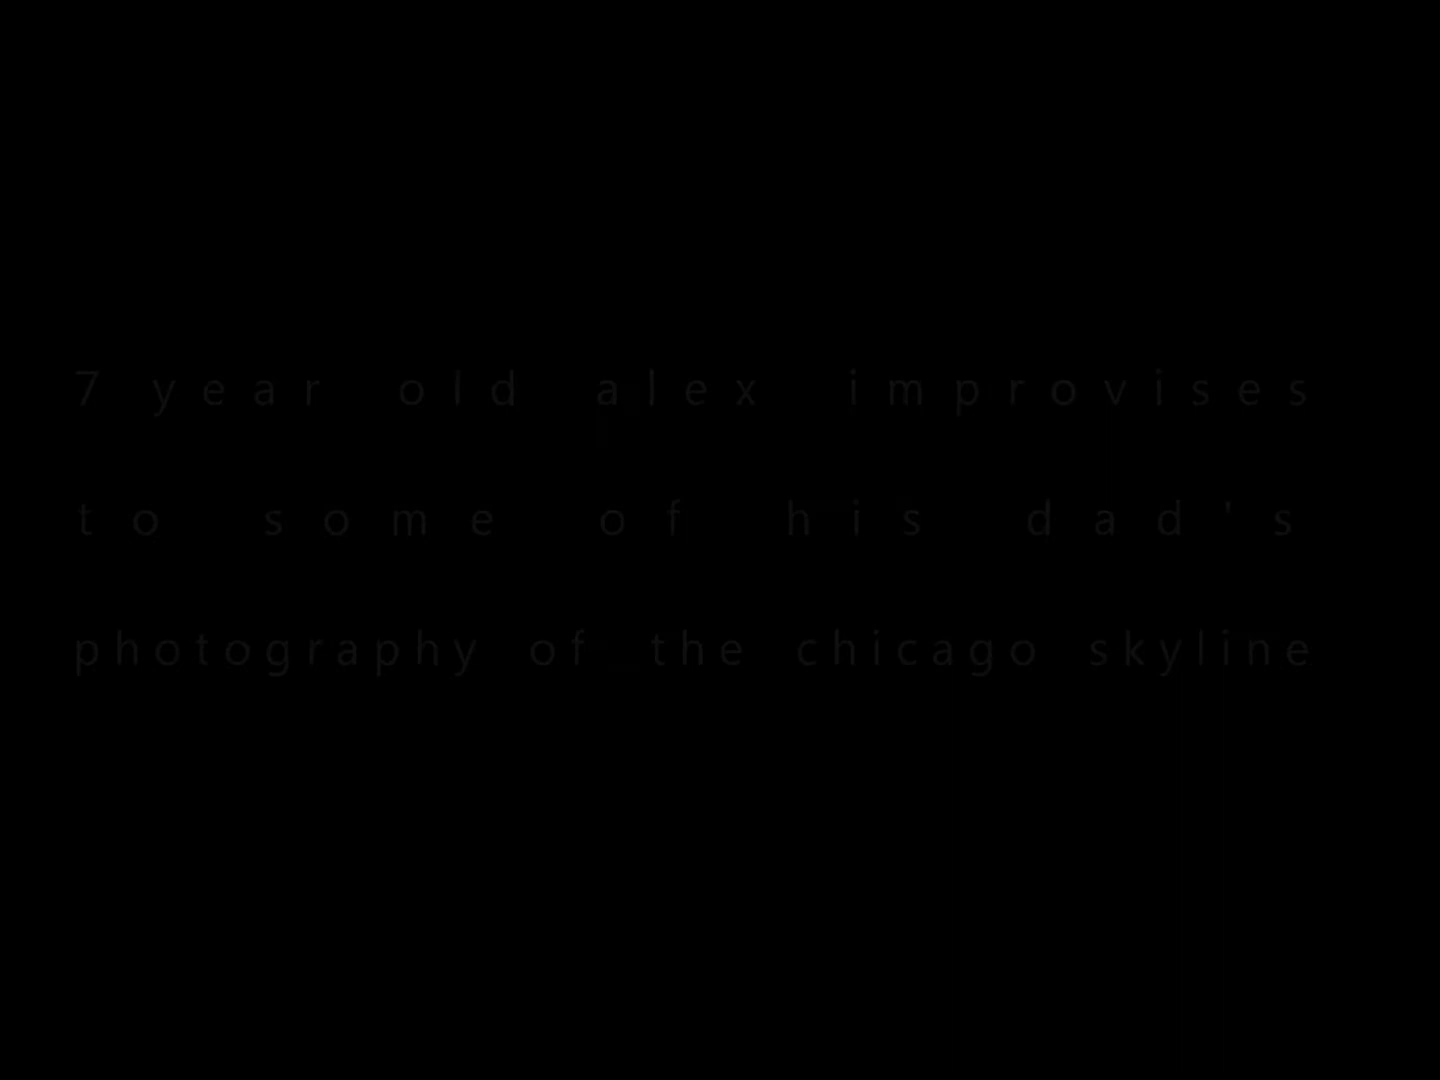 7 year old alex improvises
to some of his dad's
photography of the chicago skyline